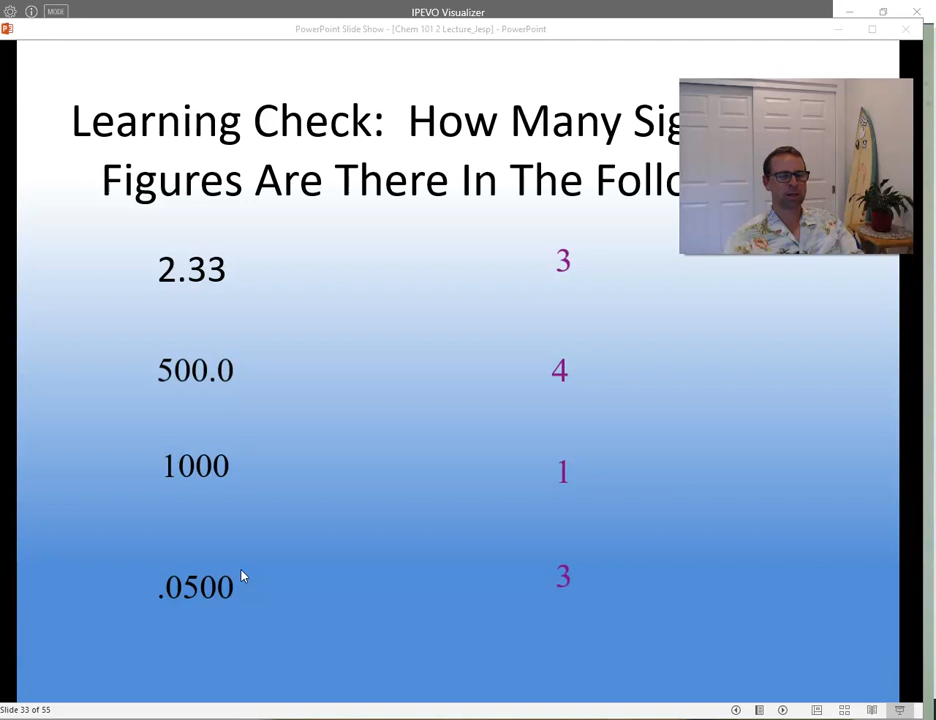 MODE
IPEVO Visualizer
PowerPoint Slide Show - [Chem 101 2 Lecture_Jesp] - PowerPoint
Learning Check: How Many Sig
Figures Are There In The Follo
2.33 3
500.0 4
1000 1
.0500 3
Slide 33 of 55